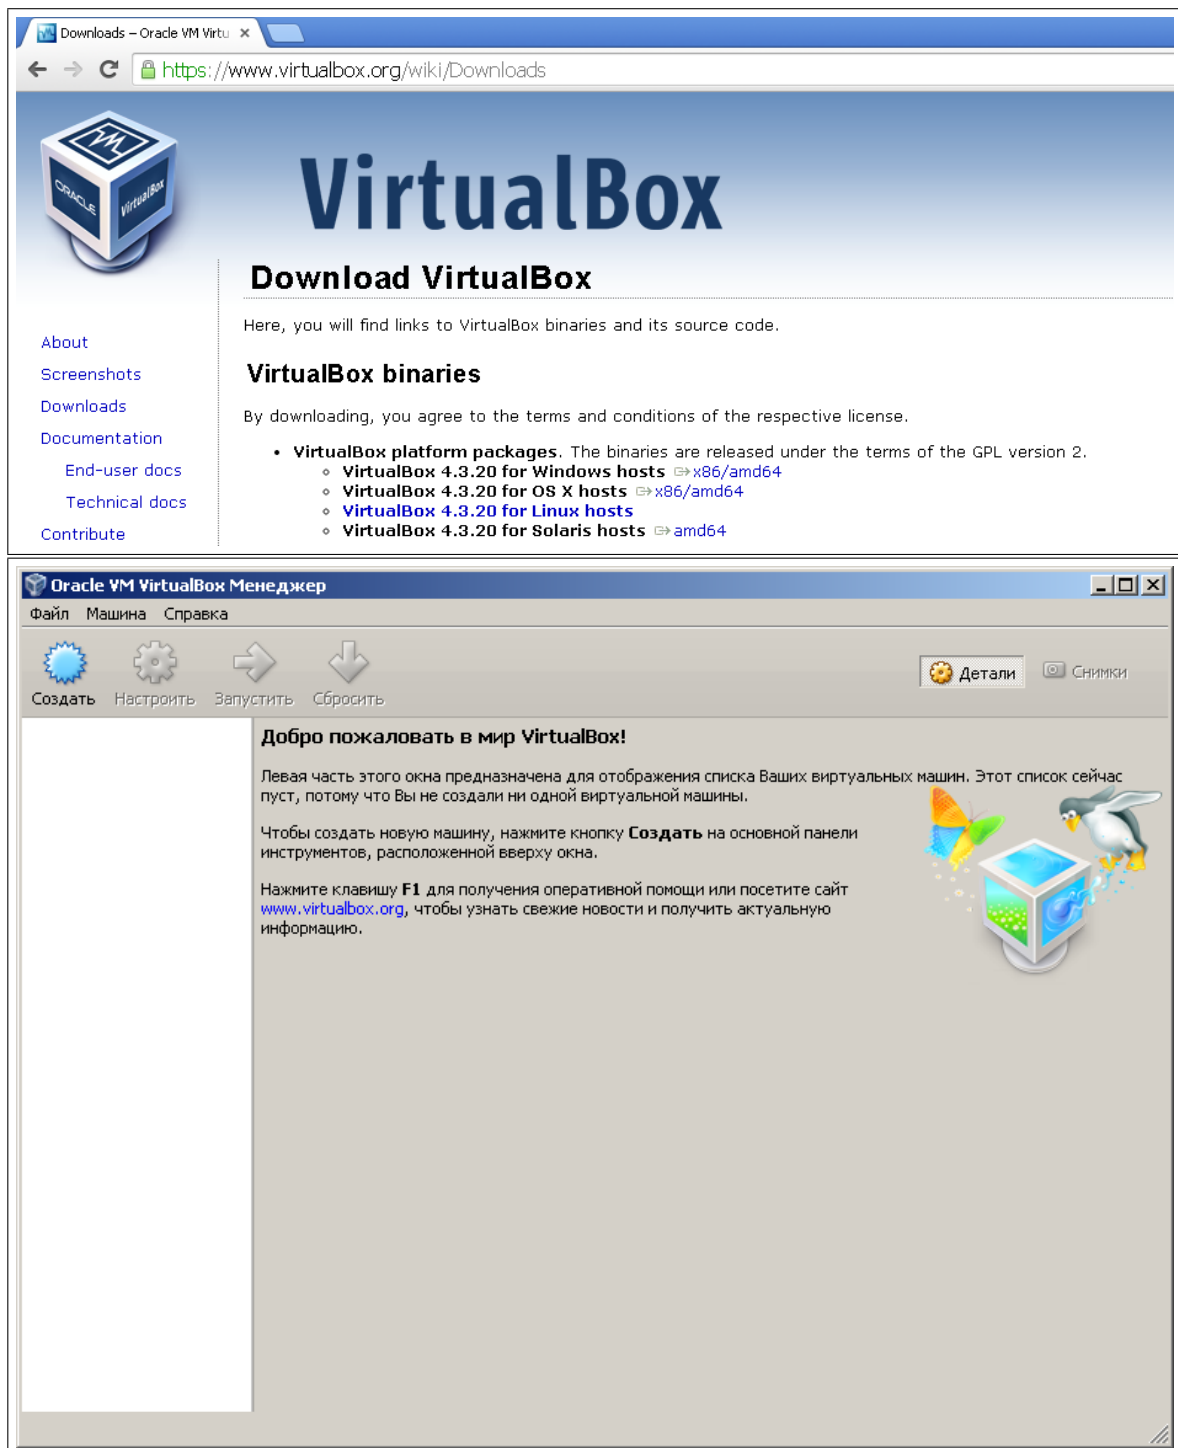 Downloads – Oracle VM Virtu
https://www.virtualbox.org/wiki/Downloads
ORACLE
VirtualBox
VirtualBox
Download VirtualBox
Here, you will find links to VirtualBox binaries and its source code.
About
Screenshots
Downloads
Documentation
End-user docs
Technical docs
Contribute
VirtualBox binaries
By downloading, you agree to the terms and conditions of the respective license.
• VirtualBox platform packages. The binaries are released under the terms of the GPL version 2.
VirtualBox 4.3.20 for Windows hosts x86/amd64
VirtualBox 4.3.20 for OS X hosts x86/amd64
VirtualBox 4.3.20 for Linux hosts
VirtualBox 4.3.20 for Solaris hosts amd64
Oracle VM VirtualBox Менеджер
Файл Машина Справка
Создать Настроить Запустить Сбросить
Детали Снимки
Добро пожаловать в мир VirtualBox!
Левая часть этого окна предназначена для отображения списка Ваших виртуальных машин. Этот список сейчас
пуст, потому что Вы не создали ни одной виртуальной машины.
Чтобы создать новую машину, нажмите кнопку Создать на основной панели
инструментов, расположенной вверху окна.
Нажмите клавишу F1 для получения оперативной помощи или посетите сайт
www.virtualbox.org, чтобы узнать свежие новости и получить актуальную
информацию.